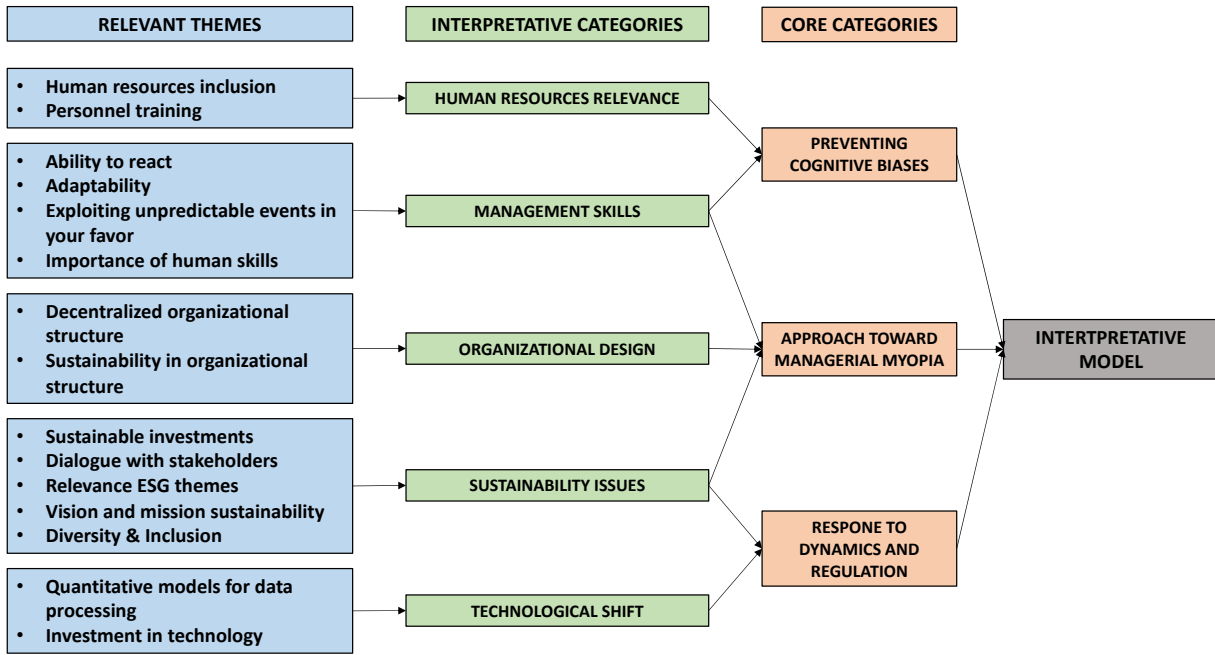 RELEVANT THEMES
INTERPRETATIVE CATEGORIES
CORE CATEGORIES
• Human resources inclusion
• Personnel training
HUMAN RESOURCES RELEVANCE
PREVENTING
COGNITIVE BIASES
• Ability to react
• Adaptability
• Exploiting unpredictable events in
your favor
• Importance of human skills
MANAGEMENT SKILLS
• Decentralized organizational
structure
• Sustainability in organizational
structure
ORGANIZATIONAL DESIGN
APPROACH TOWARD
MANAGERIAL MYOPIA
INTERTPRETATIVE
MODEL
• Sustainable investments
• Dialogue with stakeholders
• Relevance ESG themes
• Vision and mission sustainability
• Diversity & Inclusion
SUSTAINABILITY ISSUES
RESPONE TO
DYNAMICS AND
REGULATION
• Quantitative models for data
processing
• Investment in technology
TECHNOLOGICAL SHIFT